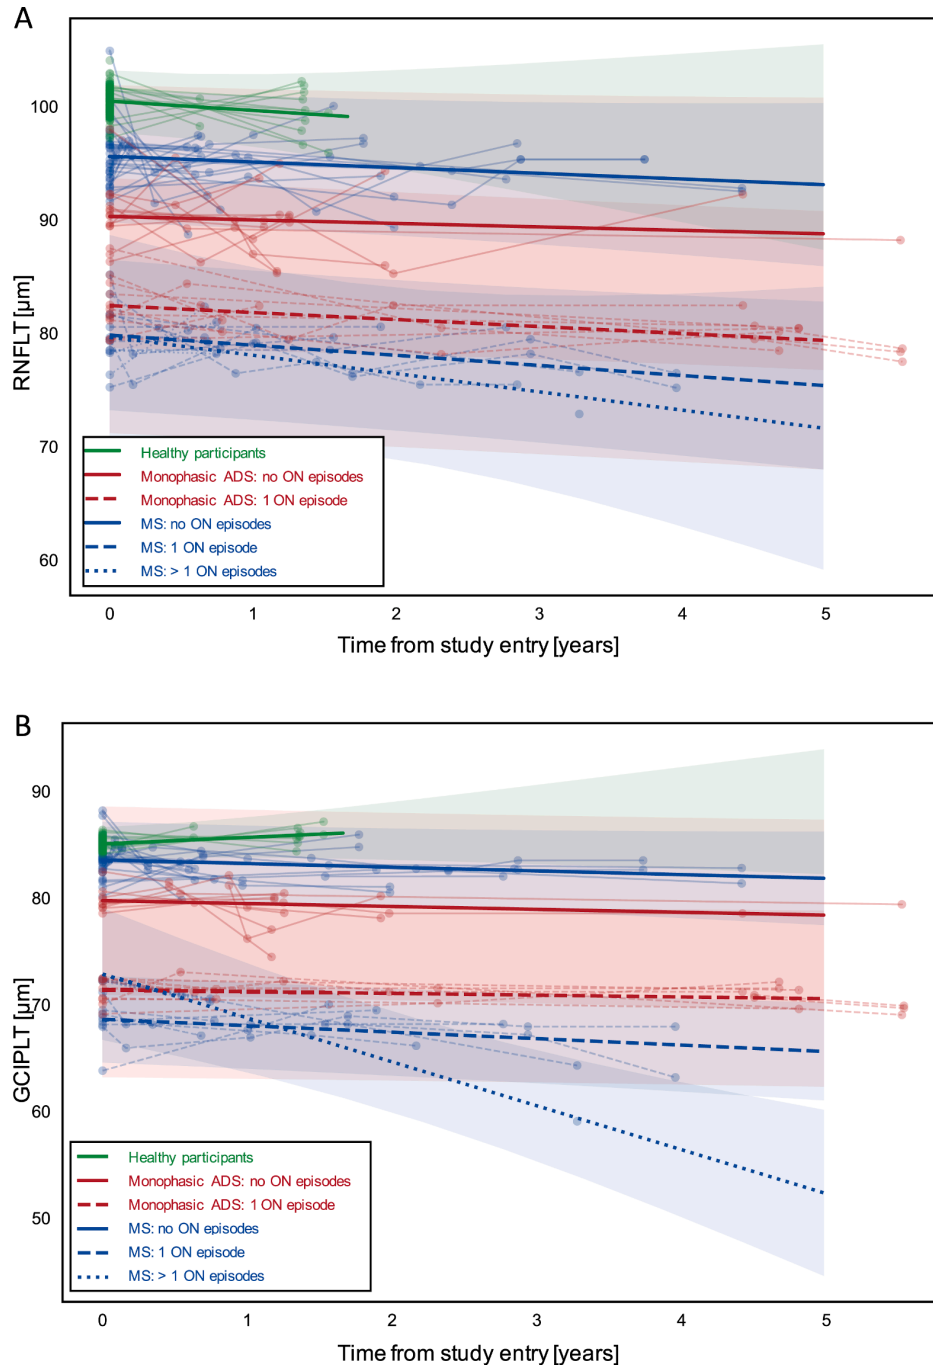 A
100
90
80
70
60
RNFLT [µm]
Healthy participants
Monophasic ADS: no ON episodes
Monophasic ADS: 1 ON episode
MS: no ON episodes
MS: 1 ON episode
MS: > 1 ON episodes
0 1 2 3 4 5
Time from study entry [years]
B
90
80
70
60
50
GCIPLT [µm]
Healthy participants
Monophasic ADS: no ON episodes
Monophasic ADS: 1 ON episode
MS: no ON episodes
MS: 1 ON episode
MS: > 1 ON episodes
0 1 2 3 4 5
Time from study entry [years]